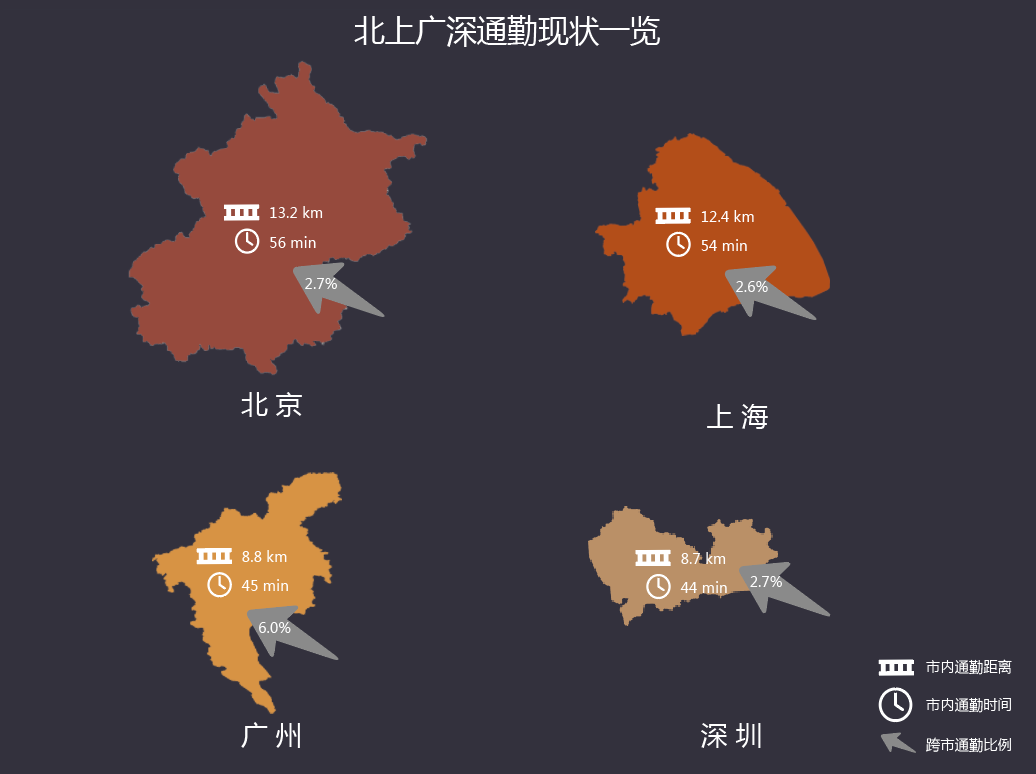 北上广深通勤现状一览
13.2 km
56 min
2.7%
北京
12.4 km
54 min
2.6%
上海
8.8 km
45 min
6.0%
广州
8.7 km
44 min
2.7%
深圳
市内通勤距离
市内通勤时间
跨市通勤比例